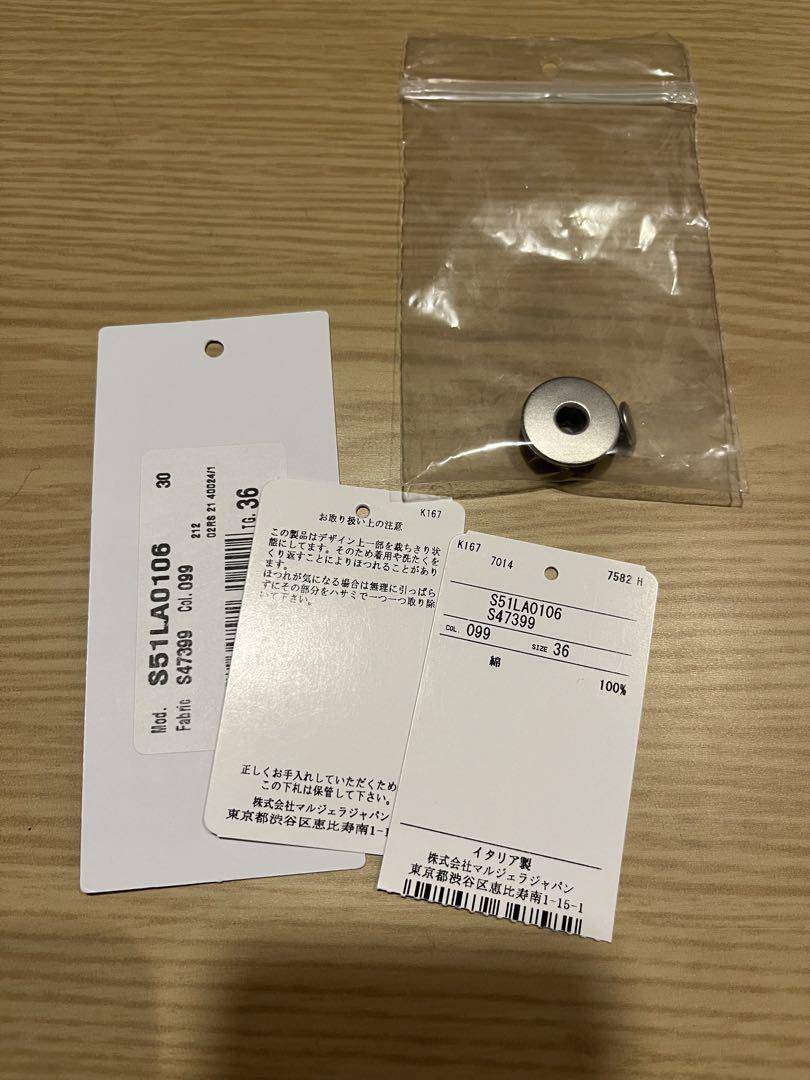 Mod. S51LA0106 30
Fabric S47399 Col. 099
212
02RS 21 40024/1
TG. 36
K167
お取り扱い上の注意
この製品はデザイン上一部を裁ちきり状
態にしてます。そのため着用や洗たくを
くり返すことによりほつれることがあり
ます。
ほつれが気になる場合は無理に引っぱら
ずにその部分をハサミで一つ一つ取り除
いて下さい。
正しくお手入れしていただくため
この下札は保管して下さい。
株式会社マルジェラジャパン
東京都渋谷区恵比寿南1-1
K167 7014 7582 H
S51LA0106
S47399
COL. 099 SIZE 36
綿 100%
イタリア製
株式会社マルジェラジャパン
東京都渋谷区恵比寿南1-15-1